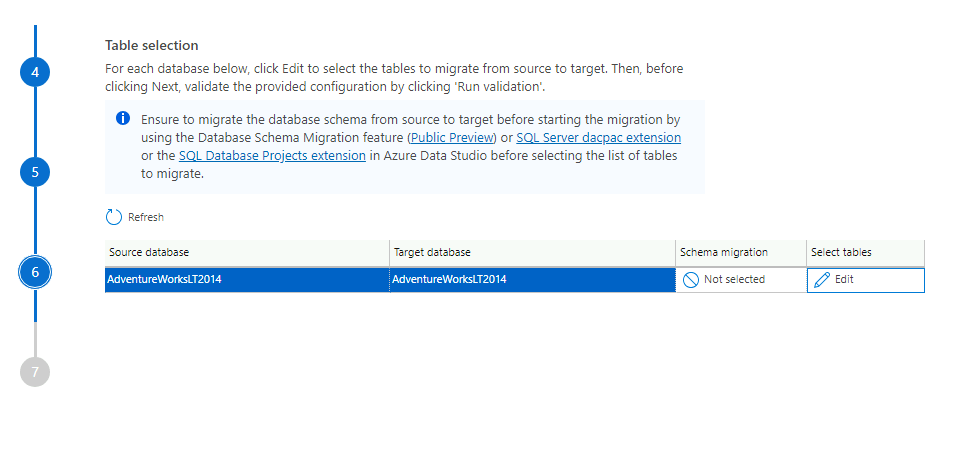 Table selection
4
For each database below, click Edit to select the tables to migrate from source to target. Then, before
clicking Next, validate the provided configuration by clicking 'Run validation'.
Ensure to migrate the database schema from source to target before starting the migration by
using the Database Schema Migration feature (Public Preview) or SQL Server dacpac extension
or the SQL Database Projects extension in Azure Data Studio before selecting the list of tables
to migrate.
5
Refresh
Source database Target database Schema migration Select tables
6
AdventureWorksLT2014 AdventureWorksLT2014 Not selected Edit
7